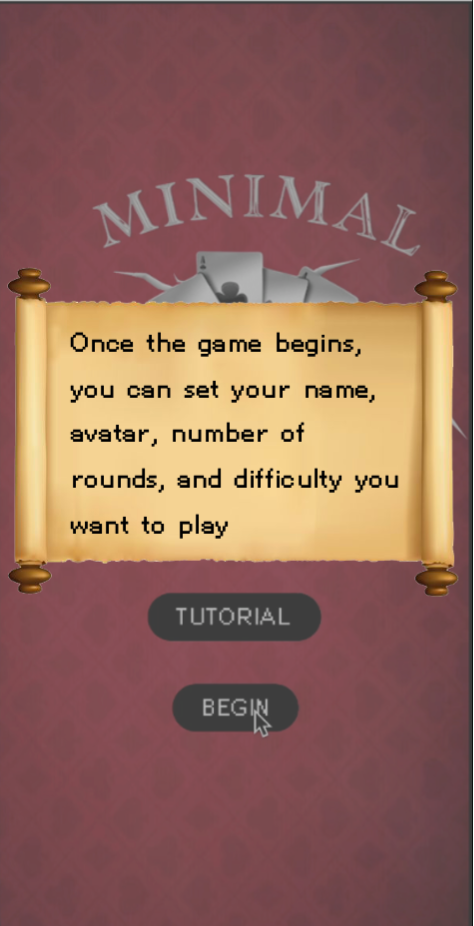 MINIMAL
Once the game begins,
you can set your name,
avatar, number of
rounds, and difficulty you
want to play
TUTORIAL
BEGIN